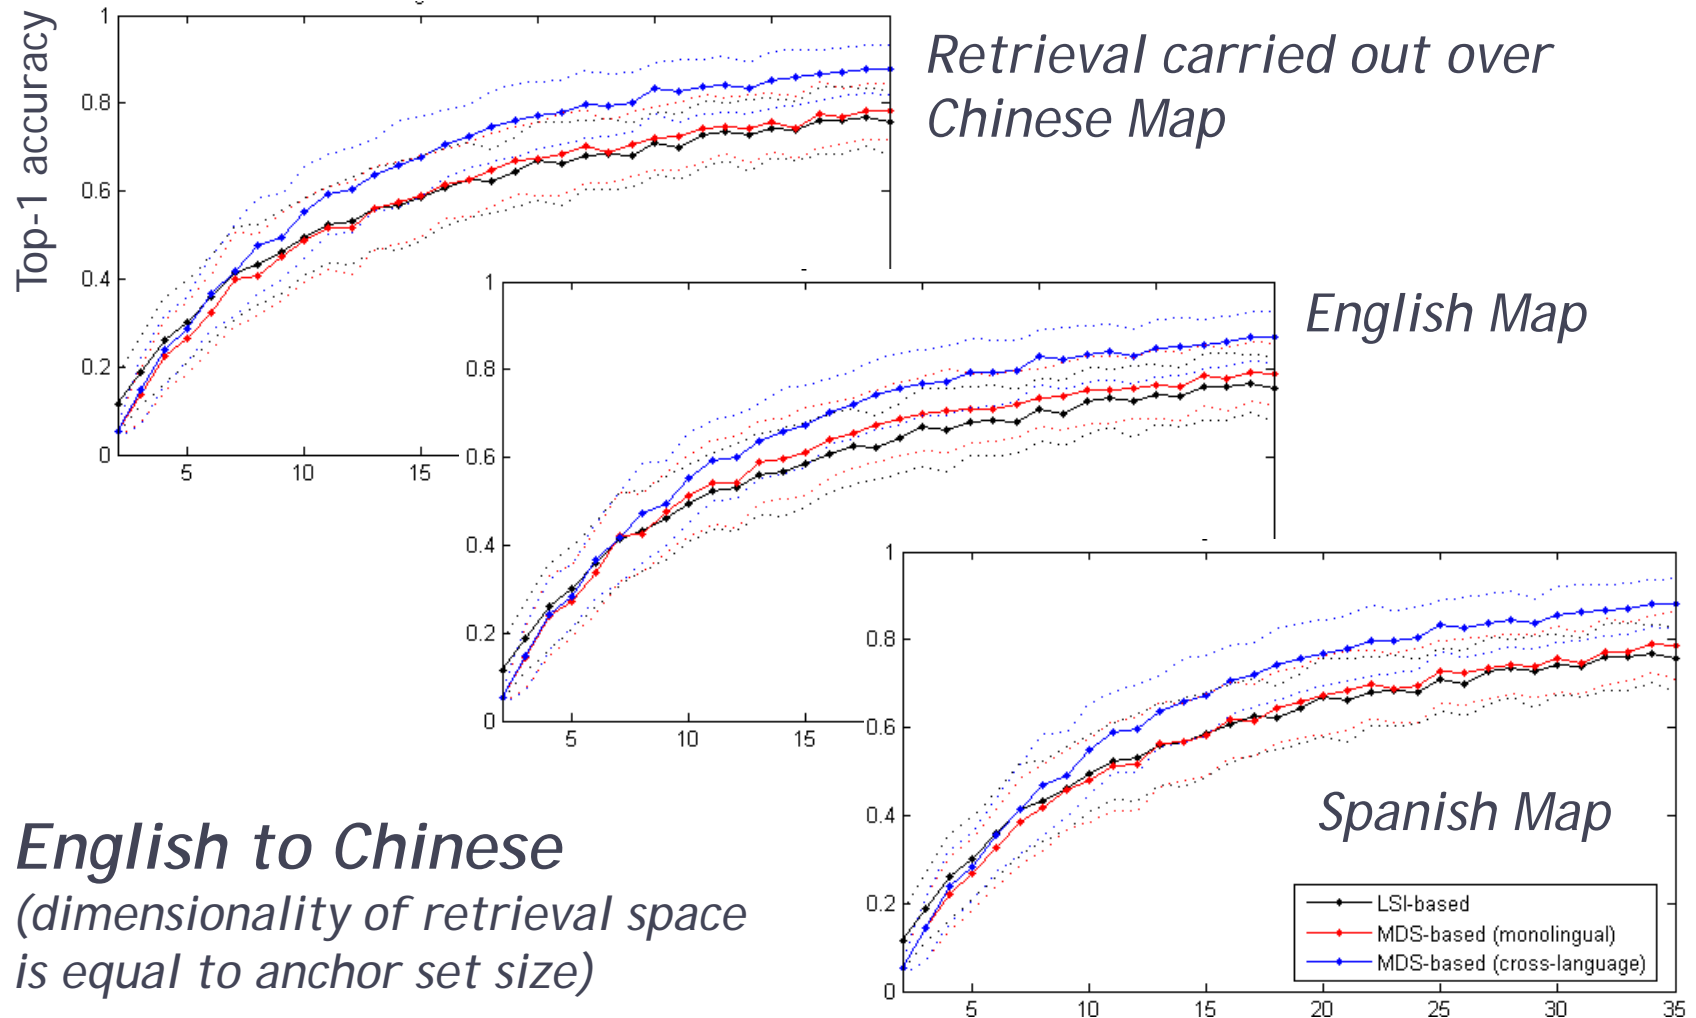 Top-1 accuracy
1
0.8
0.6
0.4
0.2
0
5
10
15
Retrieval carried out over
Chinese Map
1
0.8
0.6
0.4
0.2
0
5
10
15
English Map
1
0.8
0.6
0.4
0.2
0
5
10
15
20
25
30
35
Spanish Map
LSI-based
MDS-based (monolingual)
MDS-based (cross-language)
English to Chinese
(dimensionality of retrieval space
is equal to anchor set size)